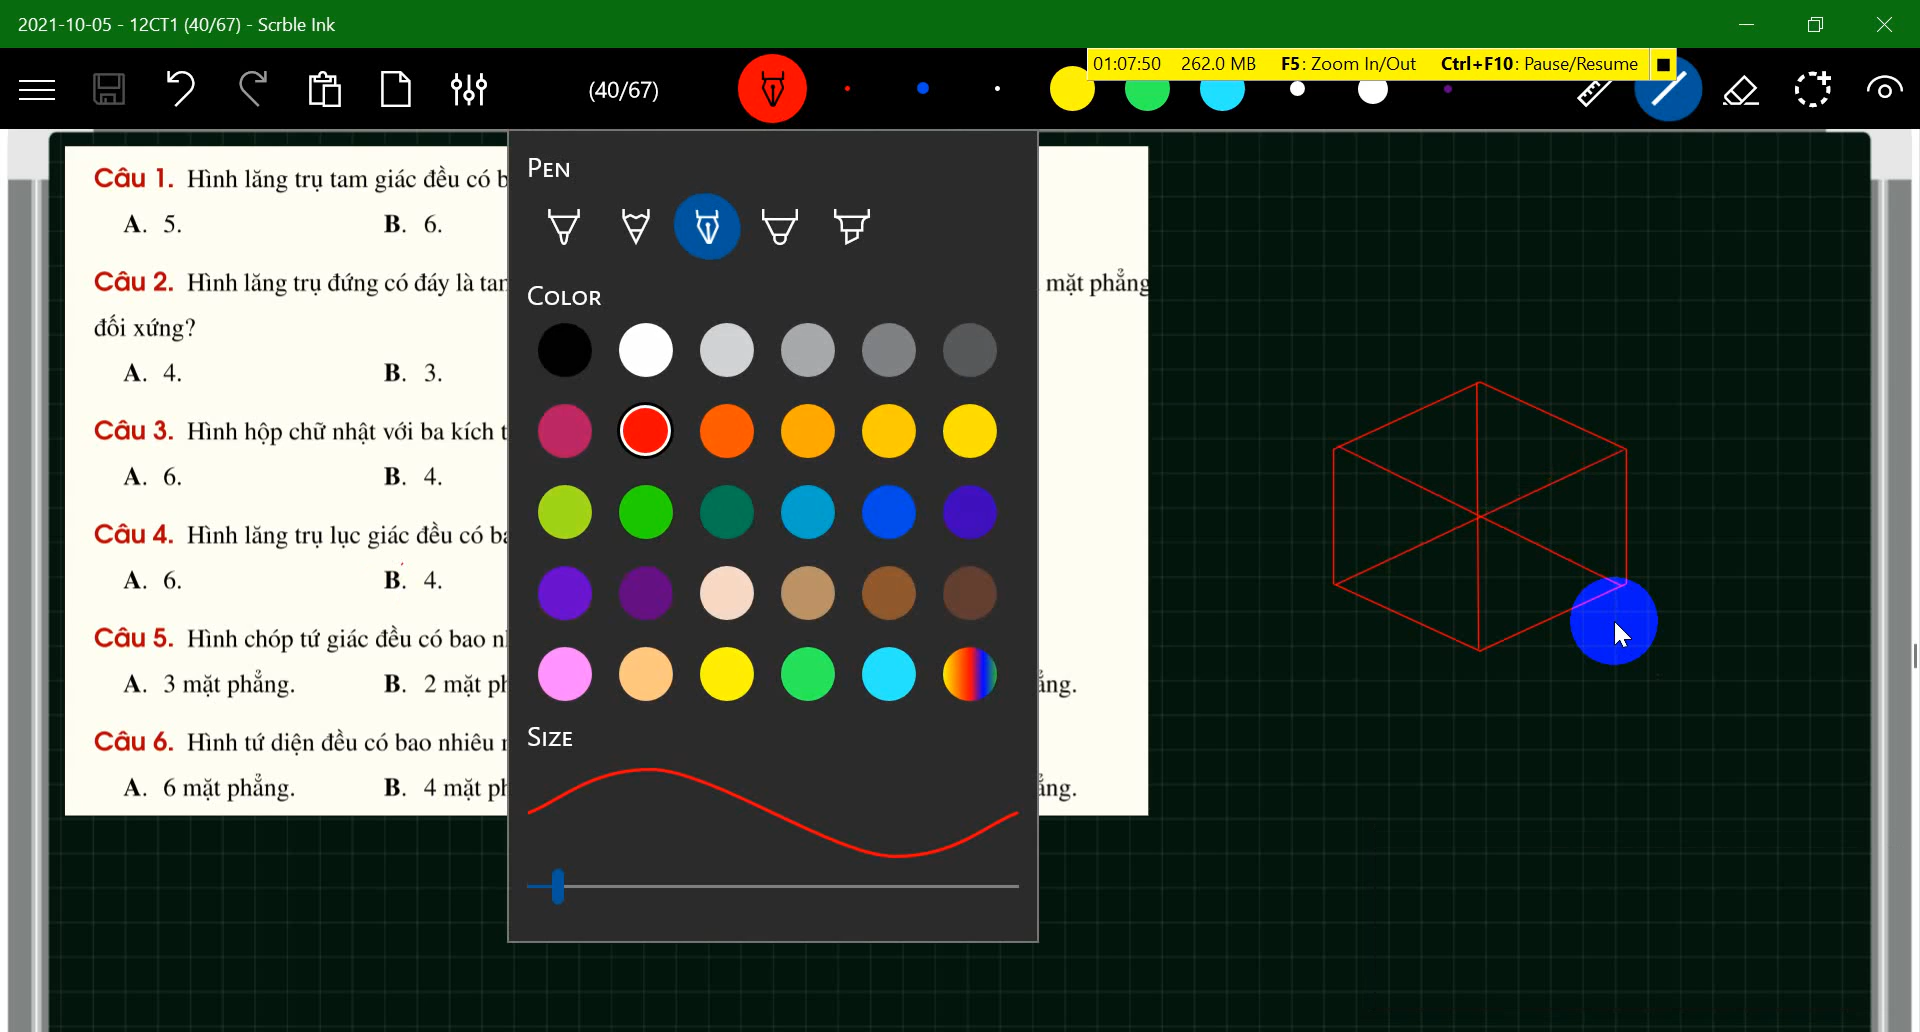 2021-10-05 - 12CT1 (40/67) - Scrble Ink
01:07:50 262.0 MB F5: Zoom In/Out Ctrl+F10: Pause/Resume
(40/67)
Câu 1. Hình lăng trụ tam giác đều có b
A. 5. B. 6.
Câu 2. Hình lăng trụ đứng có đáy là tam mặt phẳng
đối xứng?
A. 4. B. 3.
Câu 3. Hình hộp chữ nhật với ba kích t
A. 6. B. 4.
Câu 4. Hình lăng trụ lục giác đều có ba
A. 6. B. 4.
Câu 5. Hình chóp tứ giác đều có bao nh
A. 3 mặt phẳng. B. 2 mặt ph ẳng.
Câu 6. Hình tứ diện đều có bao nhiêu
A. 6 mặt phẳng. B. 4 mặt ph ẳng.
PEN
COLOR
SIZE